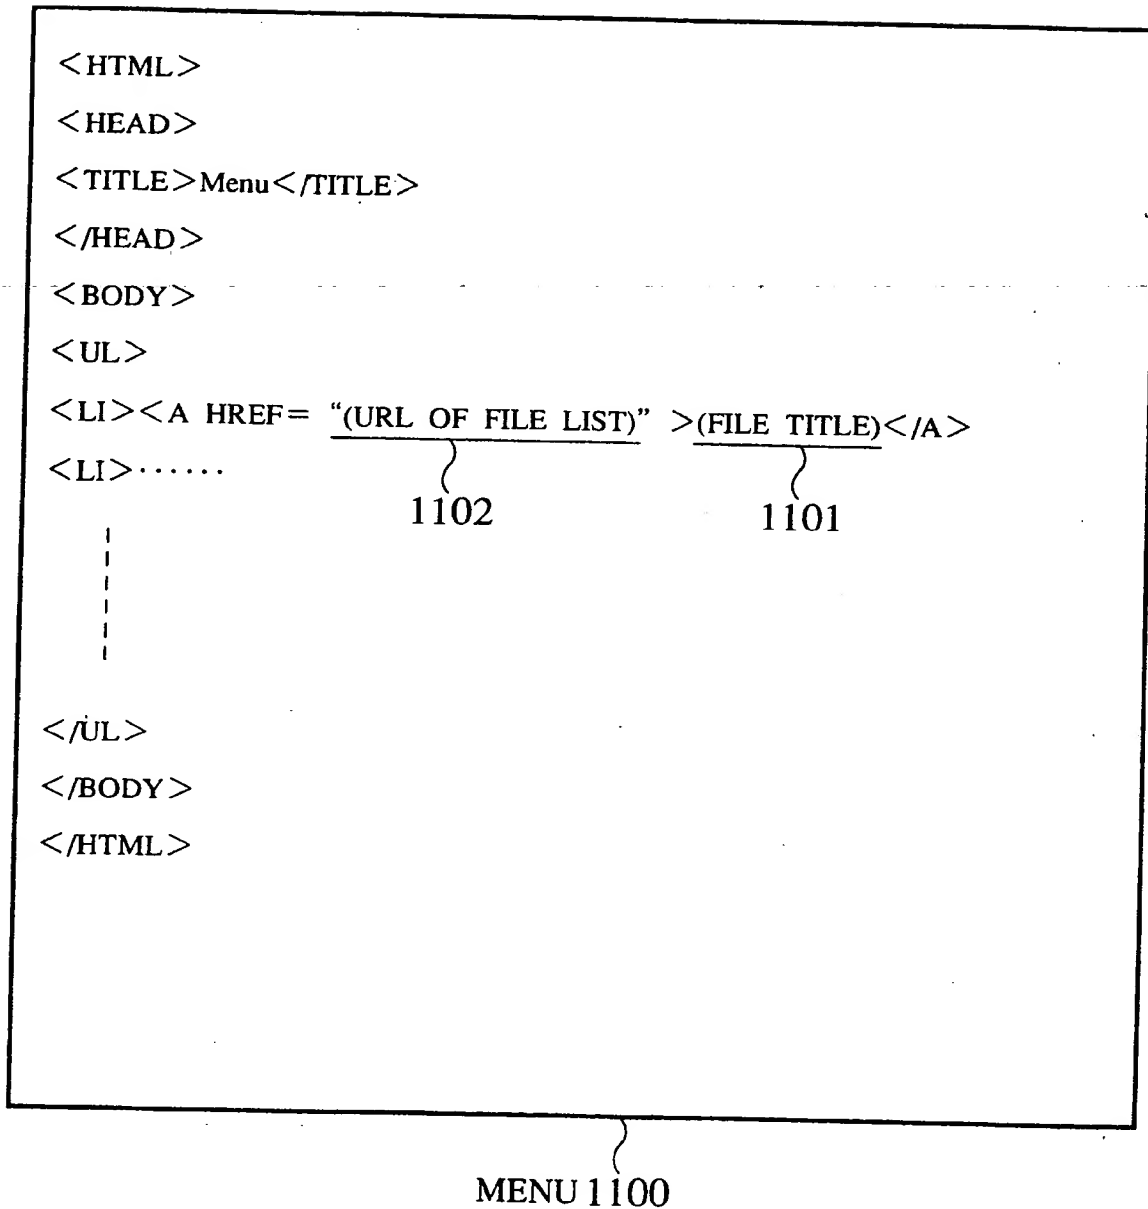 <HTML>
<HEAD>
<TITLE>Menu</TITLE>
</HEAD>
<BODY>
<UL>
<LI><A HREF= “(URL OF FILE LIST)” >(FILE TITLE)</A>
<LI>······
1102 1101
</UL>
</BODY>
</HTML>
MENU 1100